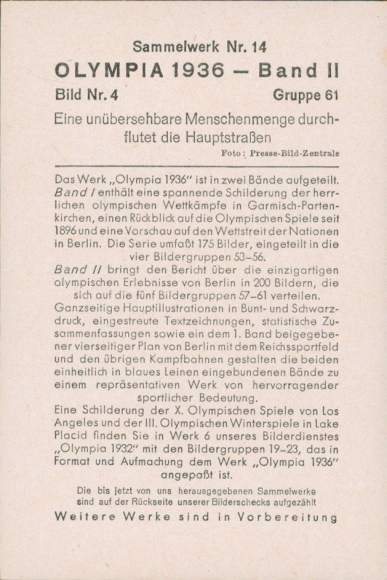 Sammelwerk Nr. 14
OLYMPIA 1936 – Band II
Bild Nr. 4 Gruppe 61
Eine unübersehbare Menschenmenge durch-
flutet die Hauptstraßen
Foto: Presse-Bild-Zentrale
Das Werk „Olympia 1936“ ist in zwei Bände aufgeteilt.
Band I enthält eine spannende Schilderung der herr-
lichen olympischen Wettkämpfe in Garmisch-Parten-
kirchen, einen Rückblick auf die Olympischen Spiele seit
1896 und eine Vorschau auf den Wettstreit der Nationen
in Berlin. Die Serie umfaßt 175 Bilder, eingeteilt in die
vier Bildergruppen 53–56.
Band II bringt den Bericht über die einzigartigen
olympischen Erlebnisse von Berlin in 200 Bildern, die
sich auf die fünf Bildergruppen 57–61 verteilen.
Ganzseitige Hauptillustrationen in Bunt- und Schwarz-
druck, eingestreute Textzeichnungen, statistische Zu-
sammenfassungen sowie ein dem 1. Band beigegebe-
ner vierseitiger Plan von Berlin mit dem Reichssportfeld
und den übrigen Kampfbahnen gestalten die beiden
einheitlich in blaues Leinen eingebundenen Bände zu
einem repräsentativen Werk von hervorragender
sportlicher Bedeutung.
Eine Schilderung der X. Olympischen Spiele von Los
Angeles und der III. Olympischen Winterspiele in Lake
Placid finden Sie in Werk 6 unseres Bilderdienstes
„Olympia 1932“ mit den Bildergruppen 19–23, das in
Format und Aufmachung dem Werk „Olympia 1936“
angepaßt ist.
Die bis jetzt von uns herausgegebenen Sammelwerke
sind auf der Rückseite unserer Bilderschecks aufgezählt
Weitere Werke sind in Vorbereitung